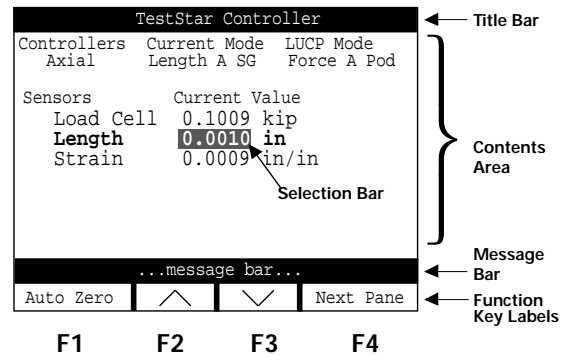 TestStar Controller
Title Bar
Controllers Current Mode LUCP Mode
Axial Length A SG Force A Pod
Sensors Current Value
Load Cell 0.1009 kip
Length 0.0010 in
Strain 0.0009 in/in
Contents
Area
Selection Bar
...message bar...
Message
Bar
Auto Zero Next Pane
Function
Key Labels
F1 F2 F3 F4